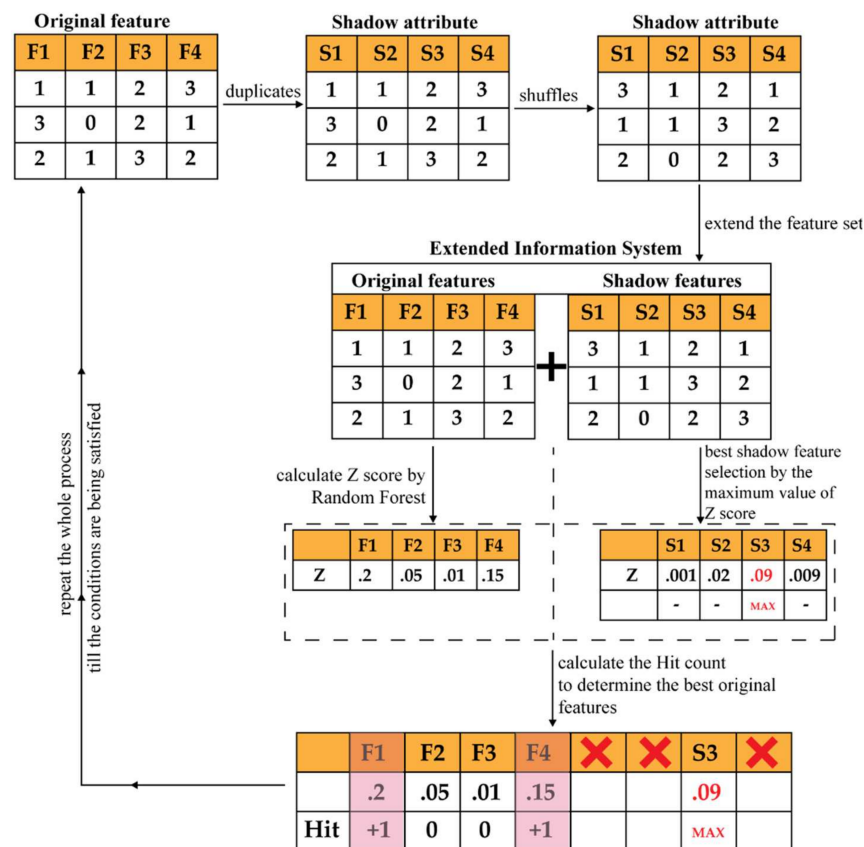 Original feature
F1 F2 F3 F4
1 1 2 3
3 0 2 1
2 1 3 2
duplicates
Shadow attribute
S1 S2 S3 S4
1 1 2 3
3 0 2 1
2 1 3 2
shuffles
Shadow attribute
S1 S2 S3 S4
3 1 2 1
1 1 3 2
2 0 2 3
extend the feature set
Extended Information System
Original features
F1 F2 F3 F4
1 1 2 3
3 0 2 1
2 1 3 2
+
Shadow features
S1 S2 S3 S4
3 1 2 1
1 1 3 2
2 0 2 3
calculate Z score by
Random Forest
best shadow feature
selection by the
maximum value of
Z score
F1 F2 F3 F4
Z .2 .05 .01 .15
S1 S2 S3 S4
Z .001 .02 .09 .009
- - MAX -
calculate the Hit count
to determine the best original
features
F1 F2 F3 F4 S3
.2 .05 .01 .15 .09
Hit +1 0 0 +1 MAX
repeat the whole process
till the conditions are being satisfied